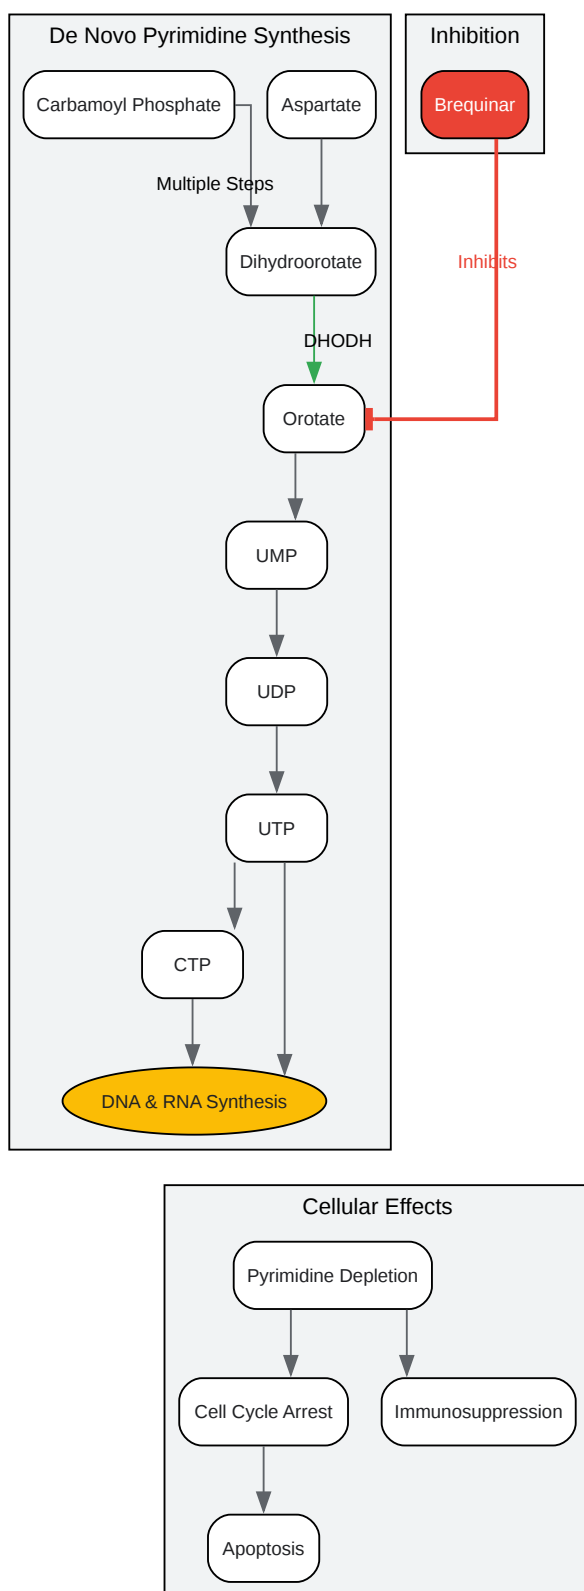 De Novo Pyrimidine Synthesis
Inhibition
Carbamoyl Phosphate
Aspartate
Brequinar
Multiple Steps
Dihydroorotate
Inhibits
DHODH
Orotate
UMP
UDP
UTP
CTP
DNA & RNA Synthesis
Cellular Effects
Pyrimidine Depletion
Cell Cycle Arrest
Immunosuppression
Apoptosis